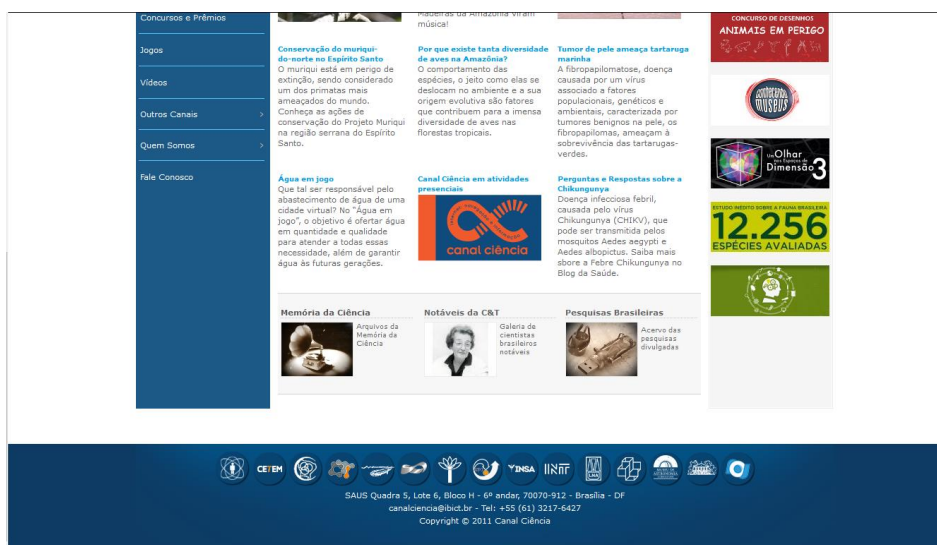 Concursos e Prêmios
Jogos
Vídeos
Outros Canais
Quem Somos
Fale Conosco
Madeiras da Amazônia viram
música!
Conservação do muriqui-
do-norte no Espírito Santo
O muriqui está em perigo de
extinção, sendo considerado
um dos primatas mais
ameaçados do mundo.
Conheça as ações de
conservação do Projeto Muriqui
na região serrana do Espírito
Santo.
Por que existe tanta diversidade
de aves na Amazônia?
O comportamento das
espécies, o jeito como elas se
deslocam no ambiente e a sua
origem evolutiva são fatores
que contribuem para a imensa
diversidade de aves nas
florestas tropicais.
Tumor de pele ameaça tartaruga
marinha
A fibropapilomatose, doença
causada por um vírus
associado a fatores
populacionais, genéticos e
ambientais, caracterizada por
tumores benignos na pele, os
fibropapilomas, ameaçam à
sobrevivência das tartarugas-
verdes.
Água em jogo
Que tal ser responsável pelo
abastecimento de água de uma
cidade virtual? No "Água em
jogo", o objetivo é ofertar água
em quantidade e qualidade
para atender a todas essas
necessidade, além de garantir
água às futuras gerações.
Canal Ciência em atividades
presenciais
canal ciência
Perguntas e Respostas sobre a
Chikungunya
Doença infecciosa febril,
causada pelo vírus
Chikungunya (CHIKV), que
pode ser transmitida pelos
mosquitos Aedes aegypti e
Aedes albopictus. Saiba mais
sbore a Febre Chikungunya no
Blog da Saúde.
Memória da Ciência
Arquivos da
Memória da
Ciência
Notáveis da C&T
Galeria de
cientistas
brasileiros
notáveis
Pesquisas Brasileiras
Acervo das
pesquisas
divulgadas
CONCURSO DE DESENHOS
ANIMAIS EM PERIGO
conhecendo
MUSEUS
Um Olhar
nos Espaços de
Dimensão 3
ESTUDO INÉDITO SOBRE A FAUNA BRASILEIRA
12.256
ESPÉCIES AVALIADAS
CETEM
INSA
SAUS Quadra 5, Lote 6, Bloco H - 6º andar, 70070-912 - Brasília - DF
canalciencia@ibict.br - Tel: +55 (61) 3217-6427
Copyright © 2011 Canal Ciência